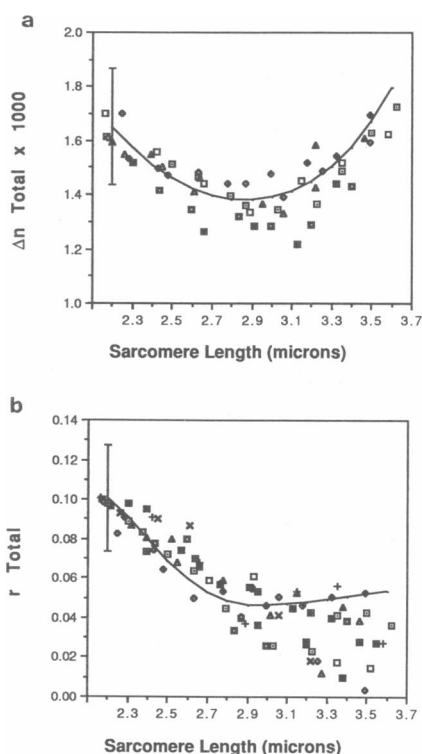 a
Δn Total x 1000
2.0
1.8
1.6
1.4
1.2
1.0
2.3 2.5 2.7 2.9 3.1 3.3 3.5 3.7
Sarcomere Length (microns)
b
r Total
0.14
0.12
0.10
0.08
0.06
0.04
0.02
0.00
2.3 2.5 2.7 2.9 3.1 3.3 3.5 3.7
Sarcomere Length (microns)